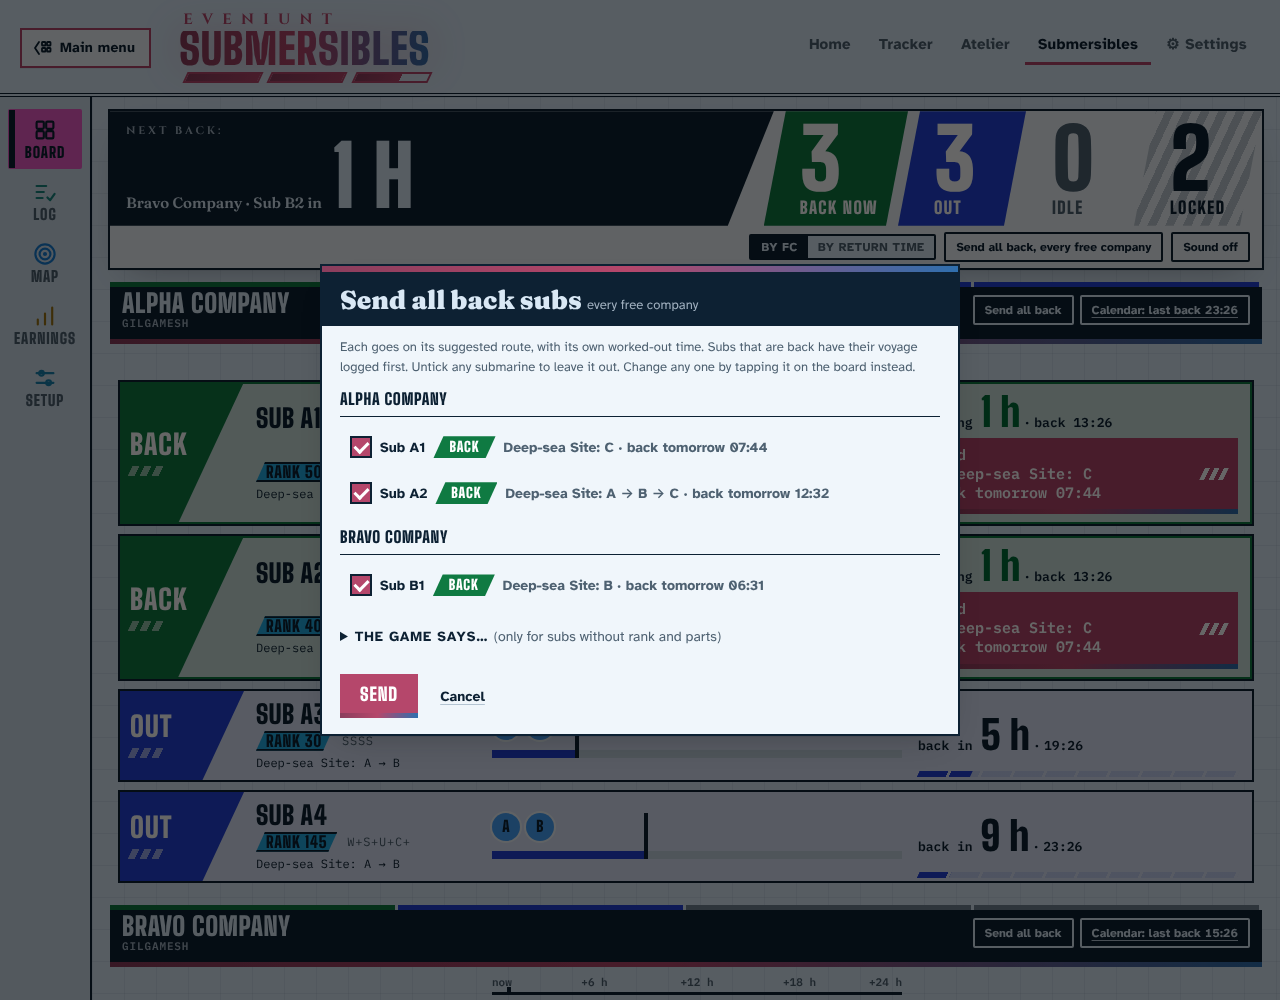 Main menu
EVENIUNT
SUBMERSIBLES
Home
Tracker
Atelier
Submersibles
⚙ Settings
BOARD
LOG
MAP
EARNINGS
SETUP
NEXT BACK:
Bravo Company · Sub B2 in 1 H
3 BACK NOW
3 OUT
0 IDLE
2 LOCKED
BY FC
BY RETURN TIME
Send all back, every free company
Sound off
ALPHA COMPANY
GILGAMESH
Send all back
Calendar: last back 23:26
Send all back subs every free company
Each goes on its suggested route, with its own worked-out time. Subs that are back have their voyage
logged first. Untick any submarine to leave it out. Change any one by tapping it on the board instead.
ALPHA COMPANY
Sub A1 BACK Deep-sea Site: C · back tomorrow 07:44
Sub A2 BACK Deep-sea Site: A → B → C · back tomorrow 12:32
BRAVO COMPANY
Sub B1 BACK Deep-sea Site: B · back tomorrow 06:31
▶ THE GAME SAYS... (only for subs without rank and parts)
SEND
Cancel
BACK
SUB A1
RANK 50
Deep-sea
1 h · back 13:26
Site: C
tomorrow 07:44
BACK
SUB A2
RANK 40
Deep-sea
1 h · back 13:26
Site: C
tomorrow 07:44
OUT
SUB A3
RANK 30 SSSS
Deep-sea Site: A → B
back in 5 h · 19:26
OUT
SUB A4
RANK 145 W+S+U+C+
Deep-sea Site: A → B
A B
back in 9 h · 23:26
BRAVO COMPANY
GILGAMESH
Send all back
Calendar: last back 15:26
now +6 h +12 h +18 h +24 h